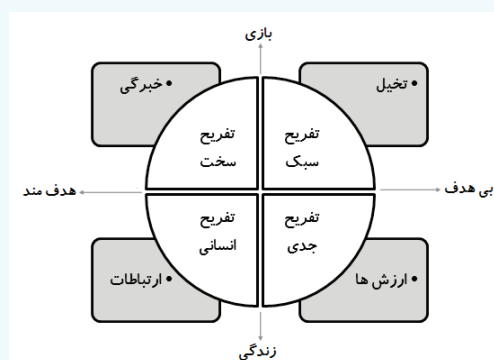 بازی
• تخیل
• خبرگی
تفریح
سبک
تفریح
سخت
بی هدف
هدف مند
تفریح
جدی
تفریح
انسانی
• ارزش ها
• ارتباطات
زندگی